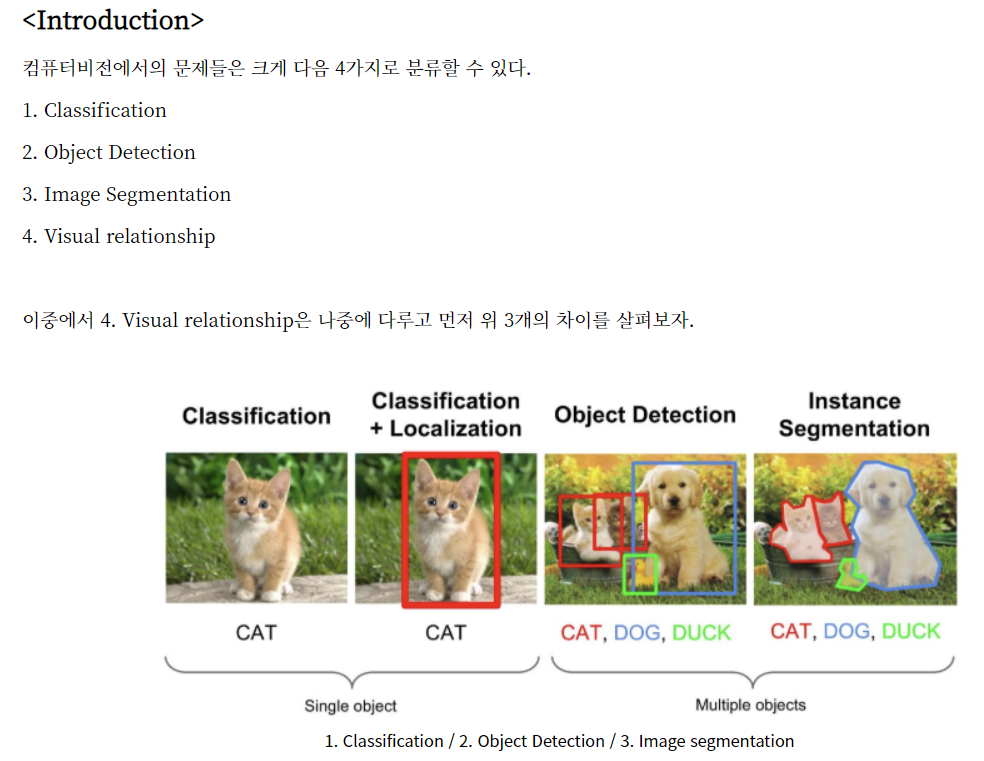 <Introduction>
컴퓨터비전에서의 문제들은 크게 다음 4가지로 분류할 수 있다.
1. Classification
2. Object Detection
3. Image Segmentation
4. Visual relationship
이중에서 4. Visual relationship은 나중에 다루고 먼저 위 3개의 차이를 살펴보자.
Classification
Classification
+ Localization
Object Detection
Instance
Segmentation
CAT
CAT
CAT, DOG, DUCK
CAT, DOG, DUCK
Single object
Multiple objects
1. Classification / 2. Object Detection / 3. Image segmentation